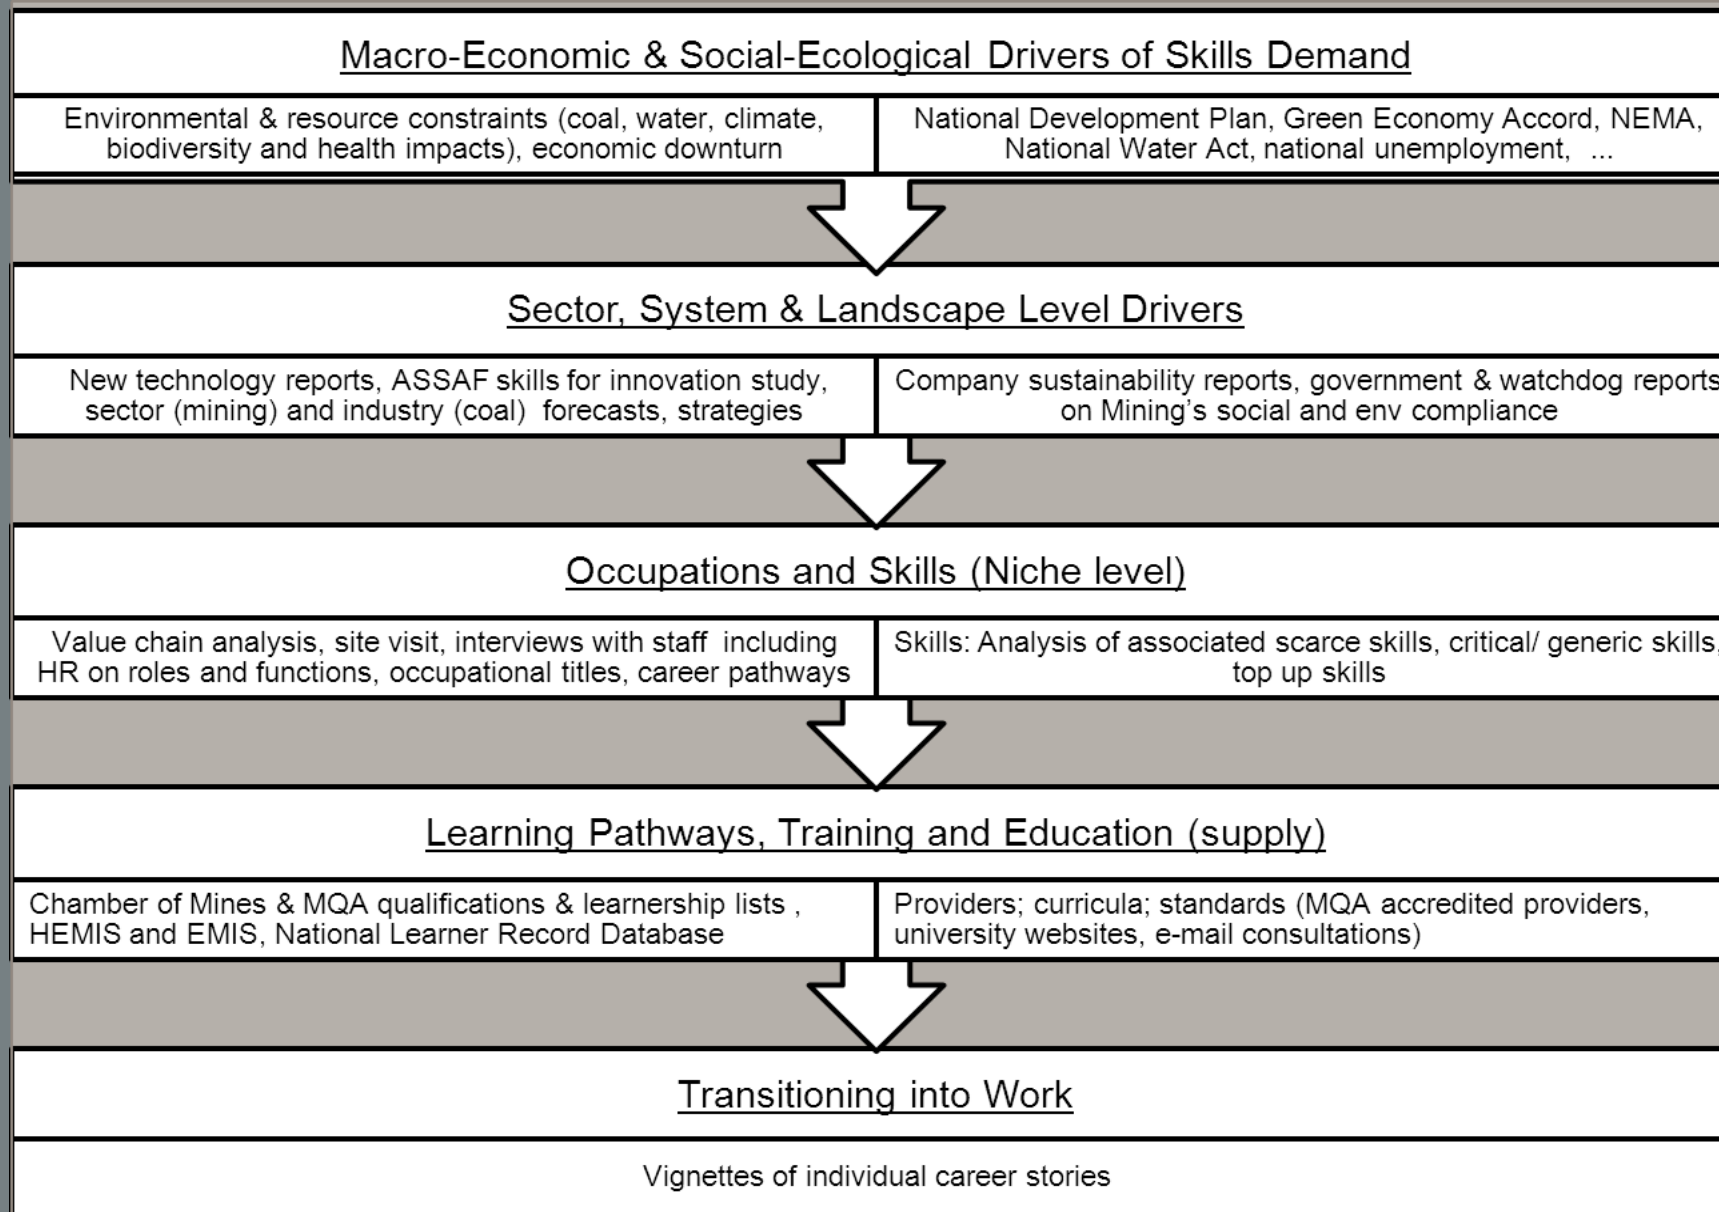 Macro-Economic & Social-Ecological Drivers of Skills Demand
Environmental & resource constraints (coal, water, climate,
biodiversity and health impacts), economic downturn
National Development Plan, Green Economy Accord, NEMA,
National Water Act, national unemployment, ...
Sector, System & Landscape Level Drivers
New technology reports, ASSAF skills for innovation study,
sector (mining) and industry (coal) forecasts, strategies
Company sustainability reports, government & watchdog reports
on Mining's social and env compliance
Occupations and Skills (Niche level)
Value chain analysis, site visit, interviews with staff including
HR on roles and functions, occupational titles, career pathways
Skills: Analysis of associated scarce skills, critical/ generic skills,
top up skills
Learning Pathways, Training and Education (supply)
Chamber of Mines & MQA qualifications & learnership lists ,
HEMIS and EMIS, National Learner Record Database
Providers; curricula; standards (MQA accredited providers,
university websites, e-mail consultations)
Transitioning into Work
Vignettes of individual career stories